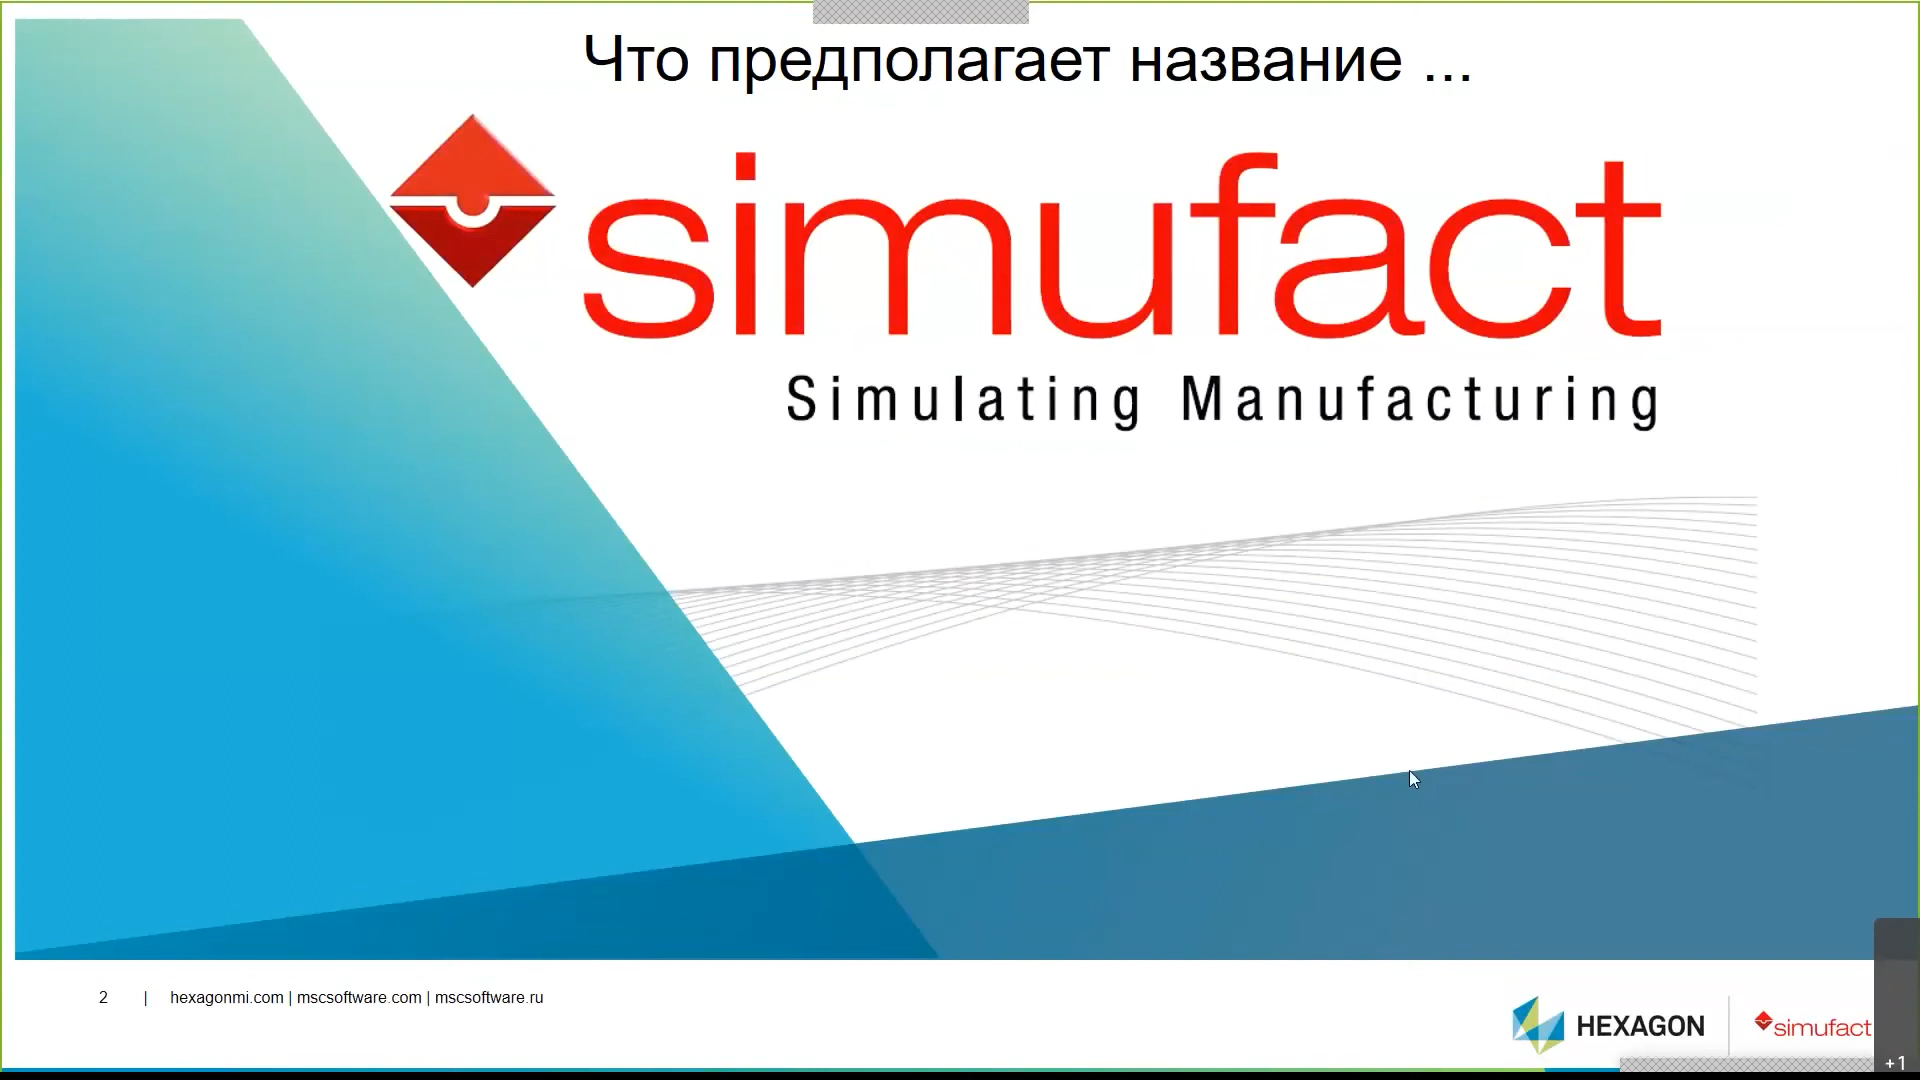 Что предполагает название ...
simufact
Simulating Manufacturing
2 | hexagonmi.com | mscsoftware.com | mscsoftware.ru
HEXAGON
simufact
+1